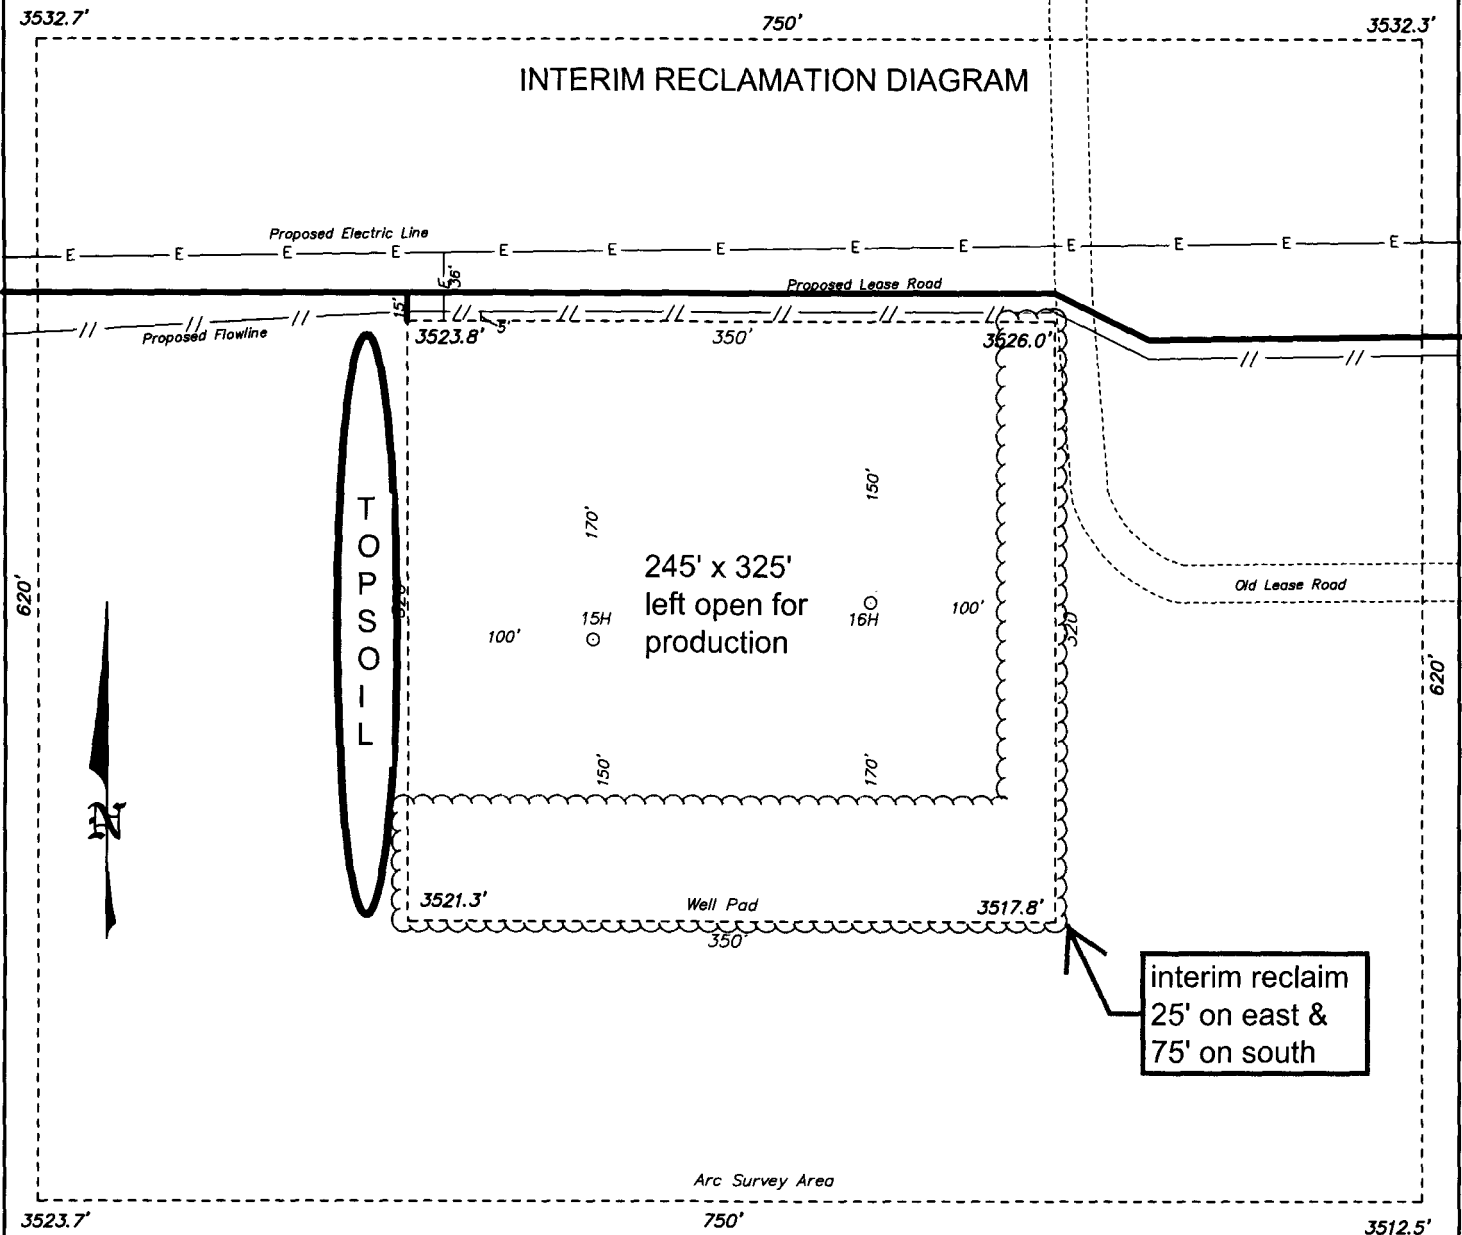 3532.7'
750'
3532.3'
INTERIM RECLAMATION DIAGRAM
Proposed Electric Line
E E E E E E E E E E E E E
E
36'
Proposed Lease Road
15'
Proposed Flowline
5'
3523.8'
350'
3526.0'
TOPSOIL
170'
150'
245' x 325'
left open for
production
620'
320'
Old Lease Road
15H
16H
100'
100'
320'
620'
150'
170'
N
3521.3'
Well Pad
3517.8'
350'
interim reclaim
25' on east &
75' on south
Arc Survey Area
3523.7'
750'
3512.5'